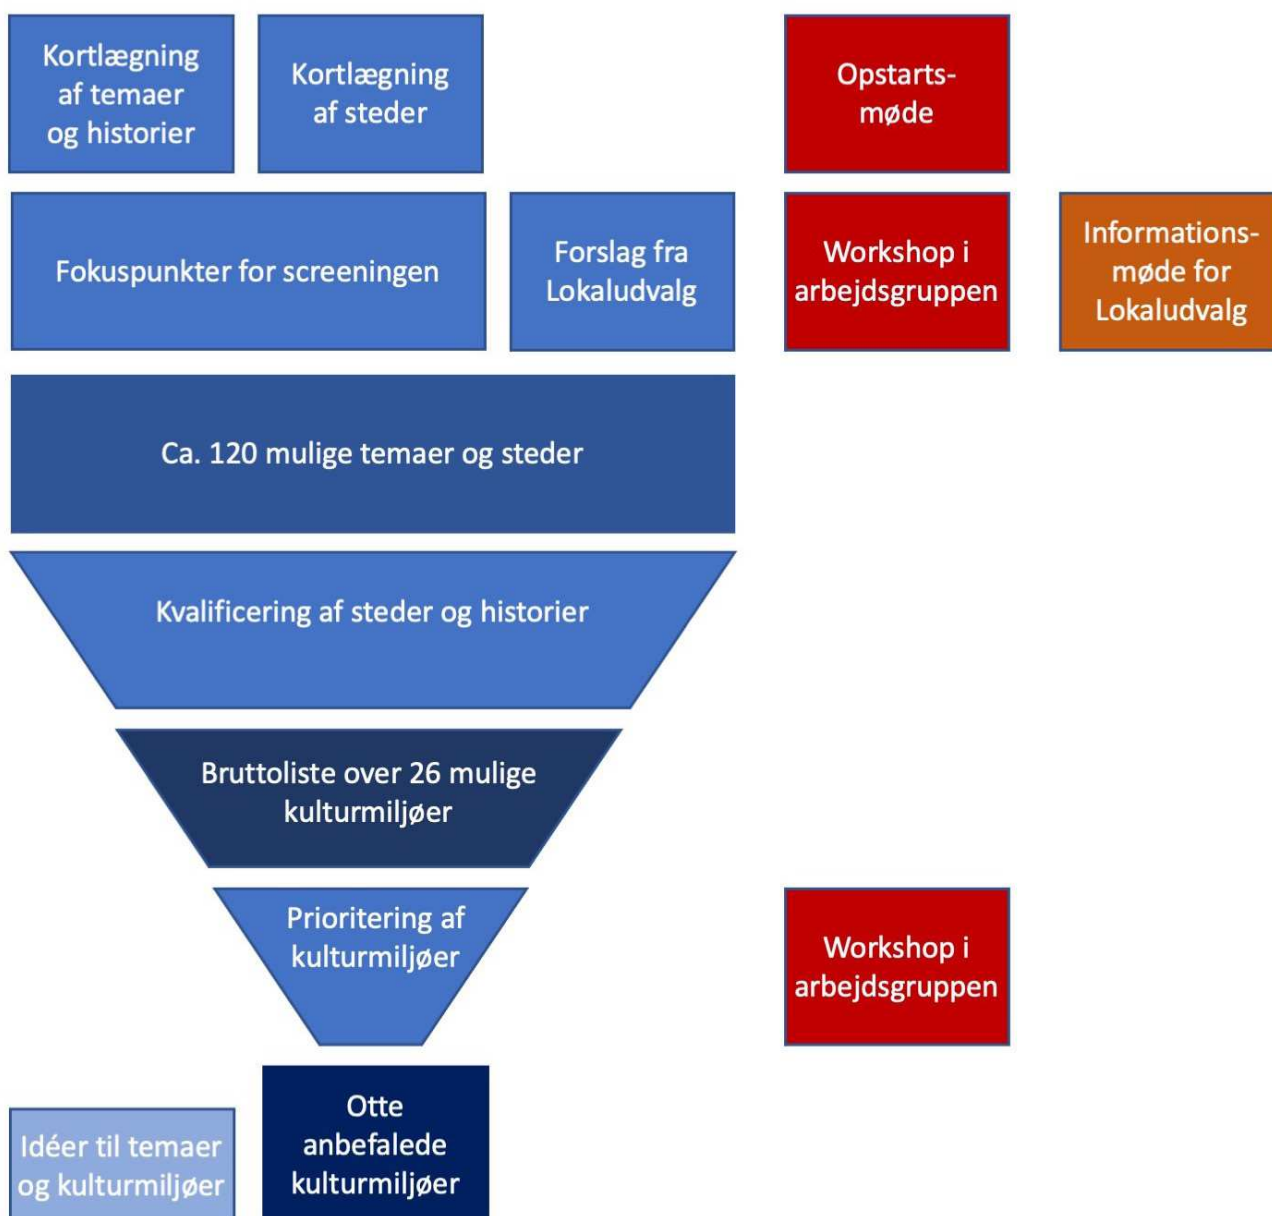 Kortlægning
af temaer
og historier
Kortlægning
af steder
Opstarts-
møde
Fokuspunkter for screeningen
Forslag fra
Lokaludvalg
Workshop i
arbejdsgruppen
Informations-
møde for
Lokaludvalg
Ca. 120 mulige temaer og steder
Kvalificering af steder og historier
Bruttoliste over 26 mulige
kulturmiljøer
Prioritering af
kulturmiljøer
Workshop i
arbejdsgruppen
Idéer til temaer
og kulturmiljøer
Otte
anbefalede
kulturmiljøer